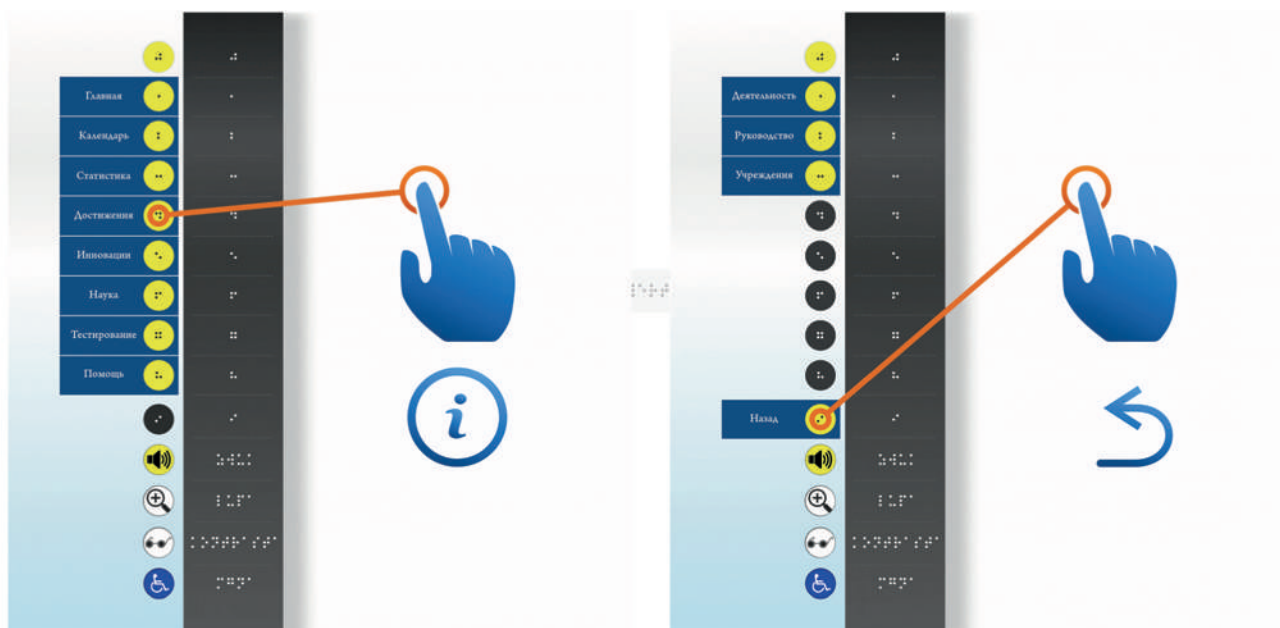 Главная
Календарь
Статистика
Достижения
Инновации
Наука
Тестирование
Помощь
i
Деятельность
Руководство
Учреждения
Назад